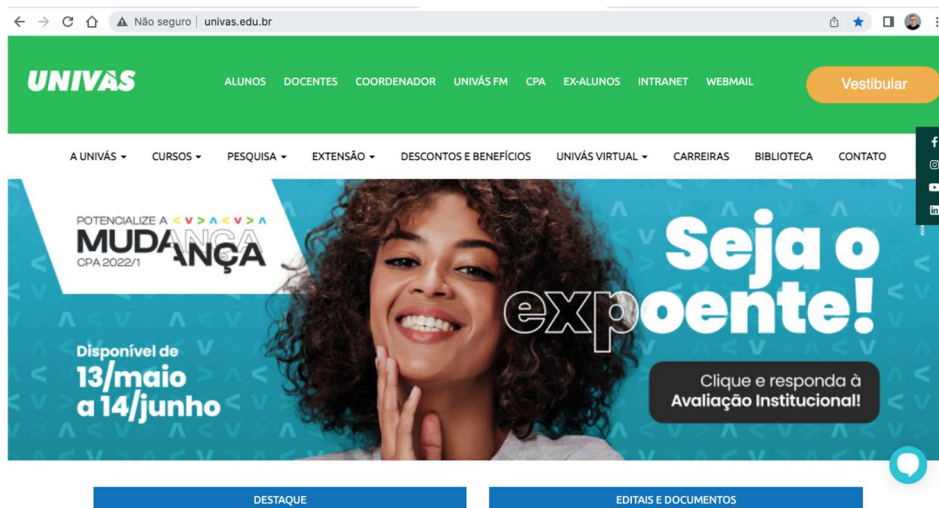 Não seguro | univas.edu.br
UNIVÁS
ALUNOS DOCENTES COORDENADOR UNIVÁS FM CPA EX-ALUNOS INTRANET WEBMAIL
Vestibular
A UNIVÁS CURSOS PESQUISA EXTENSÃO DESCONTOS E BENEFÍCIOS UNIVÁS VIRTUAL CARREIRAS BIBLIOTECA CONTATO
POTENCIALIZE A
MUDANÇA
CPA 2022/1
Disponível de
13/maio
a 14/junho
Seja o
expoente!
Clique e responda à
Avaliação Institucional!
DESTAQUE
EDITAIS E DOCUMENTOS